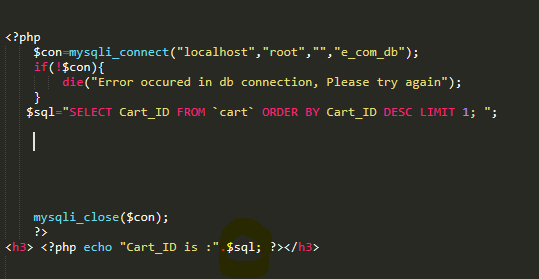 <?php
$con=mysqli_connect("localhost","root","","e_com_db");
if(!$con){
die("Error occured in db connection, Please try again");
}
$sql="SELECT Cart_ID FROM `cart` ORDER BY Cart_ID DESC LIMIT 1; ";
mysqli_close($con);
?>
<h3> <?php echo "Cart_ID is :".$sql; ?></h3>